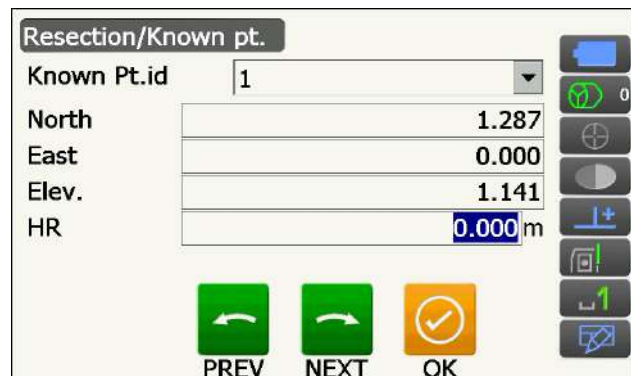 Resection/Known pt.
Known Pt.id 1
North 1.287
East 0.000
Elev. 1.141
HR 0.000 m
0
1
PREV NEXT OK